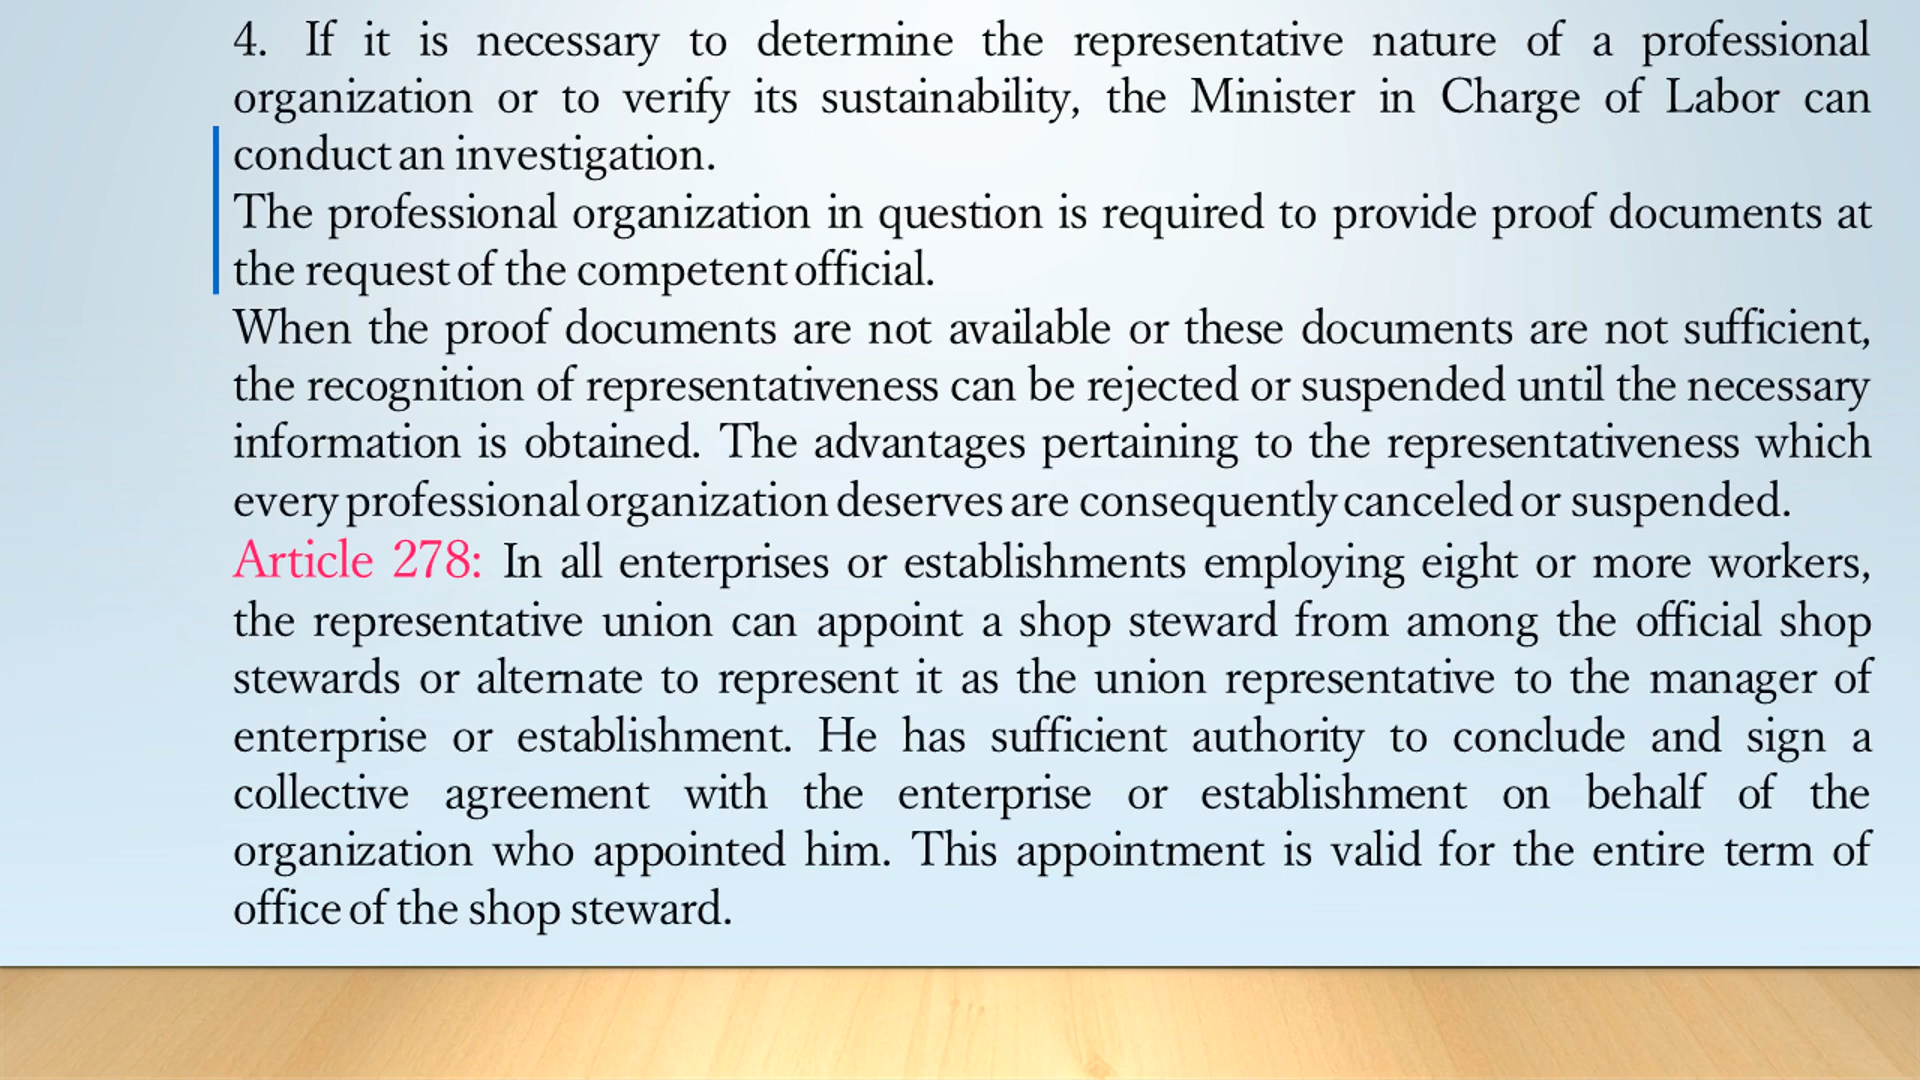 4. If it is necessary to determine the representative nature of a professional
organization or to verify its sustainability, the Minister in Charge of Labor can
conduct an investigation.
The professional organization in question is required to provide proof documents at
the request of the competent official.
When the proof documents are not available or these documents are not sufficient,
the recognition of representativeness can be rejected or suspended until the necessary
information is obtained. The advantages pertaining to the representativeness which
every professional organization deserves are consequently canceled or suspended.
Article 278: In all enterprises or establishments employing eight or more workers,
the representative union can appoint a shop steward from among the official shop
stewards or alternate to represent it as the union representative to the manager of
enterprise or establishment. He has sufficient authority to conclude and sign a
collective agreement with the enterprise or establishment on behalf of the
organization who appointed him. This appointment is valid for the entire term of
office of the shop steward.